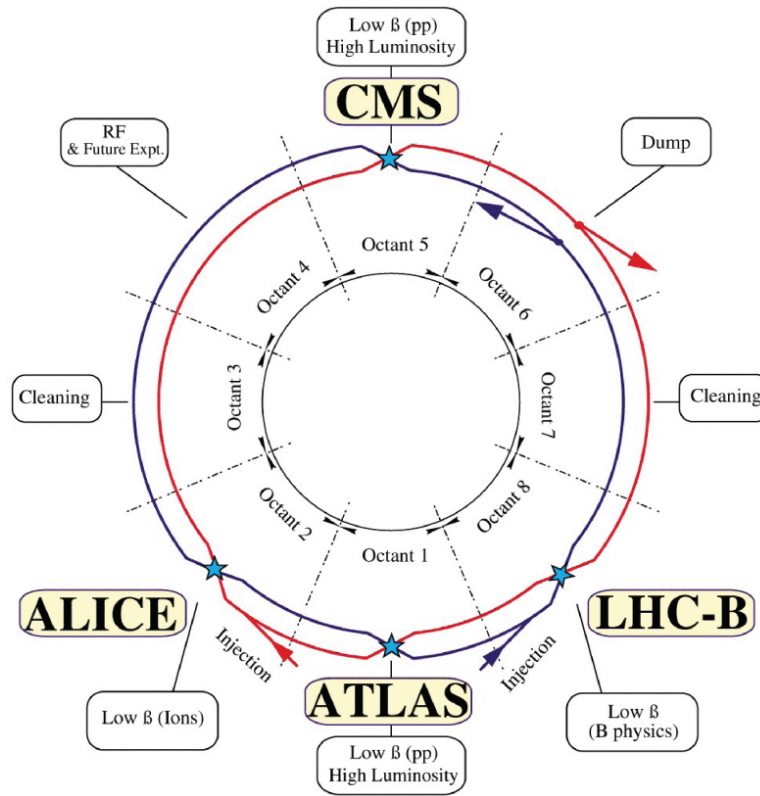 Low ß (pp)
High Luminosity
CMS
RF
& Future Expt.
Dump
Octant 5
Octant 4
Octant 6
Cleaning
Octant 3
Octant 7
Cleaning
Octant 2
Octant 8
Octant 1
ALICE
LHC-B
Injection
Injection
ATLAS
Low ß (Ions)
Low ß
(B physics)
Low ß (pp)
High Luminosity